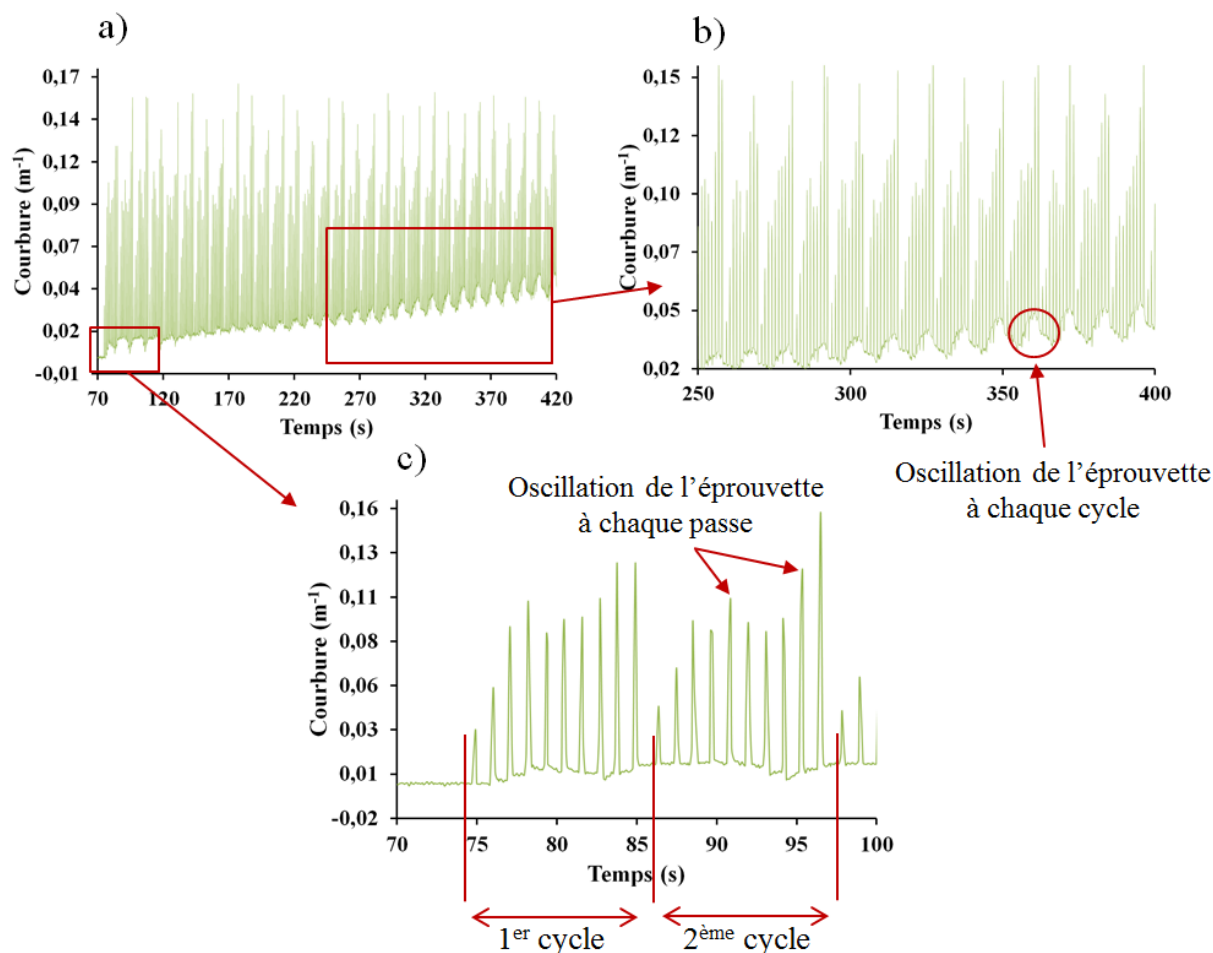 a)
Courbure (m-1)
0,17
0,14
0,12
0,09
0,07
0,04
0,02
-0,01
70 120 170 220 270 320 370 420
Temps (s)
b)
Courbure (m-1)
0,15
0,12
0,10
0,07
0,05
0,02
250 300 350 400
Temps (s)
Oscillation de l’éprouvette
à chaque cycle
c)
Oscillation de l’éprouvette
à chaque passe
Courbure (m-1)
0,16
0,13
0,11
0,08
0,06
0,03
0,01
-0,02
70 75 80 85 90 95 100
Temps (s)
1er cycle
2ème cycle